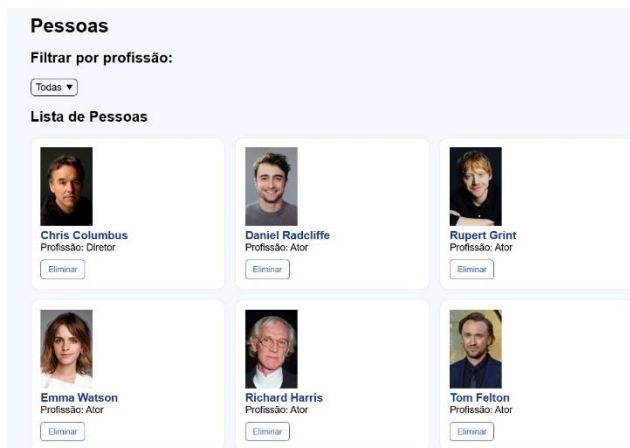 Pessoas
Filtrar por profissão:
Todas ▼
Lista de Pessoas
Chris Columbus
Profissão: Diretor
Eliminar
Daniel Radcliffe
Profissão: Ator
Eliminar
Rupert Grint
Profissão: Ator
Eliminar
Emma Watson
Profissão: Ator
Eliminar
Richard Harris
Profissão: Ator
Eliminar
Tom Felton
Profissão: Ator
Eliminar